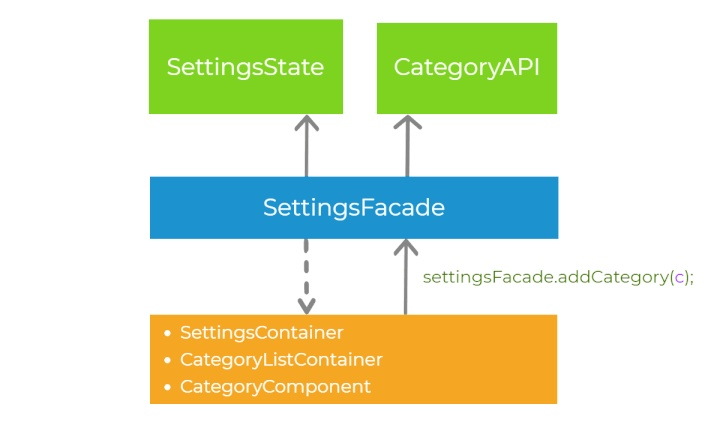 SettingsState
CategoryAPI
SettingsFacade
settingsFacade.addCategory(c);
• SettingsContainer
• CategoryListContainer
• CategoryComponent